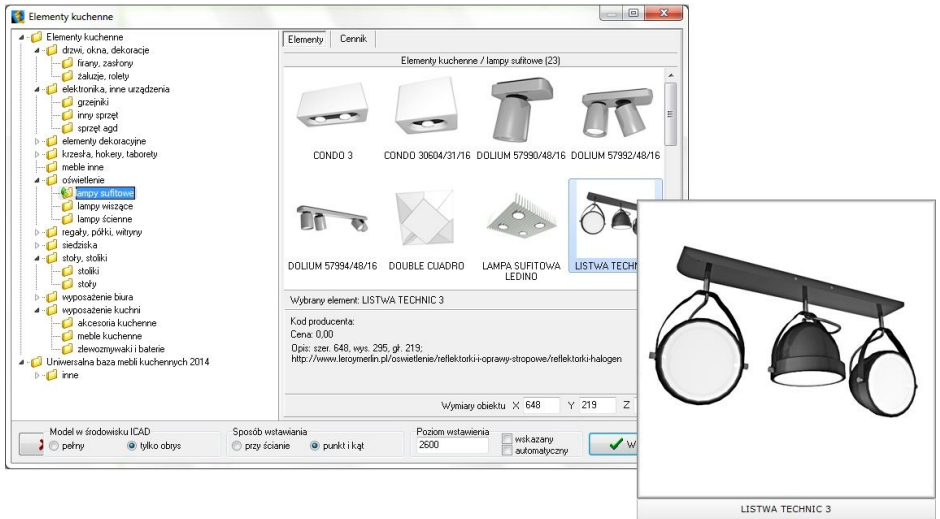 Elementy kuchenne
Elementy kuchenne
drzwi, okna, dekoracje
firany, zasłony
żaluzje, rolety
elektronika, inne urządzenia
grzejniki
inny sprzęt
sprzęt agd
elementy dekoracyjne
krzesła, hokery, taborety
meble inne
oświetlenie
lampy sufitowe
lampy wiszące
lampy ścienne
regały, półki, witryny
siedziska
stoły, stoliki
stoliki
stoły
wyposażenie biura
wyposażenie kuchni
akcesoria kuchenne
meble kuchenne
zlewozmywaki i baterie
Uniwersalna baza mebli kuchennych 2014
inne
Elementy Cennik
Elementy kuchenne / lampy sufitowe (23)
CONDO 3 CONDO 30604/31/16 DOLIUM 57990/48/16 DOLIUM 57992/48/16
DOLIUM 57994/48/16 DOUBLE CUADRO LAMPA SUFITOWA LEDINO LISTWA TECHN
Wybrany element: LISTWA TECHNIC 3
Kod producenta:
Cena: 0,00
Opis: szer. 648, wys. 295, gł. 219;
http://www.leroymerlin.pl/oswietlenie/reflektorki-i-oprawy-stropowe/reflektorki-halogen
Wymiary obiektu X 648 Y 219 Z
Model w środowisku ICAD
pełny tylko obrys
Sposób wstawiania
przy ścianie punkt i kąt
Poziom wstawienia
2600
wskazany
automatyczny
W
LISTWA TECHNIC 3